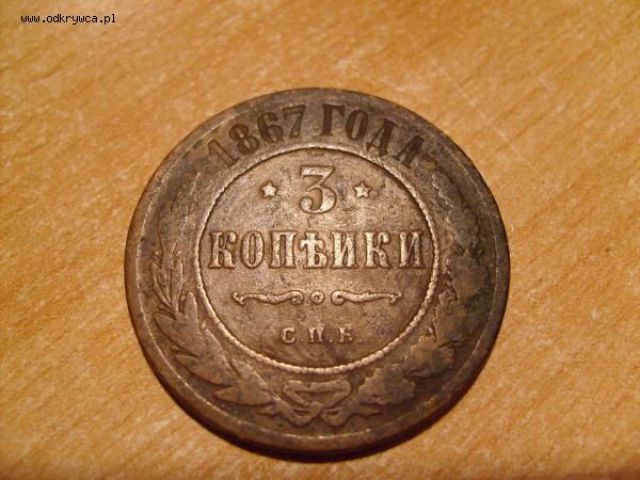 www.odkrywca.pl
1867 ГОДА
* 3 *
КОПѢЙКИ
С.П.Б.